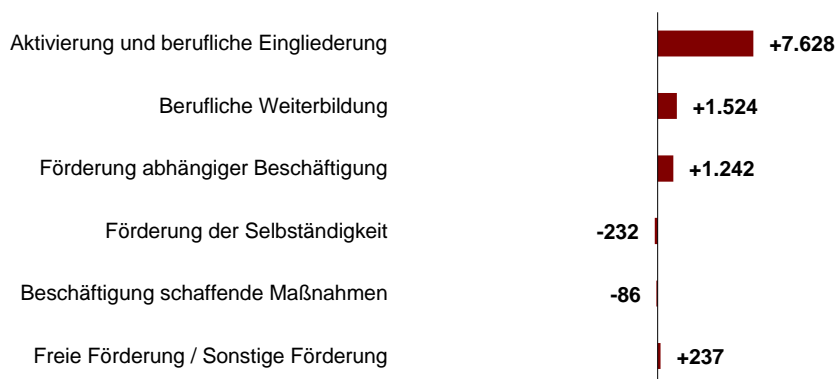 Aktivierung und berufliche Eingliederung +7.628
Berufliche Weiterbildung +1.524
Förderung abhängiger Beschäftigung +1.242
Förderung der Selbständigkeit -232
Beschäftigung schaffende Maßnahmen -86
Freie Förderung / Sonstige Förderung +237